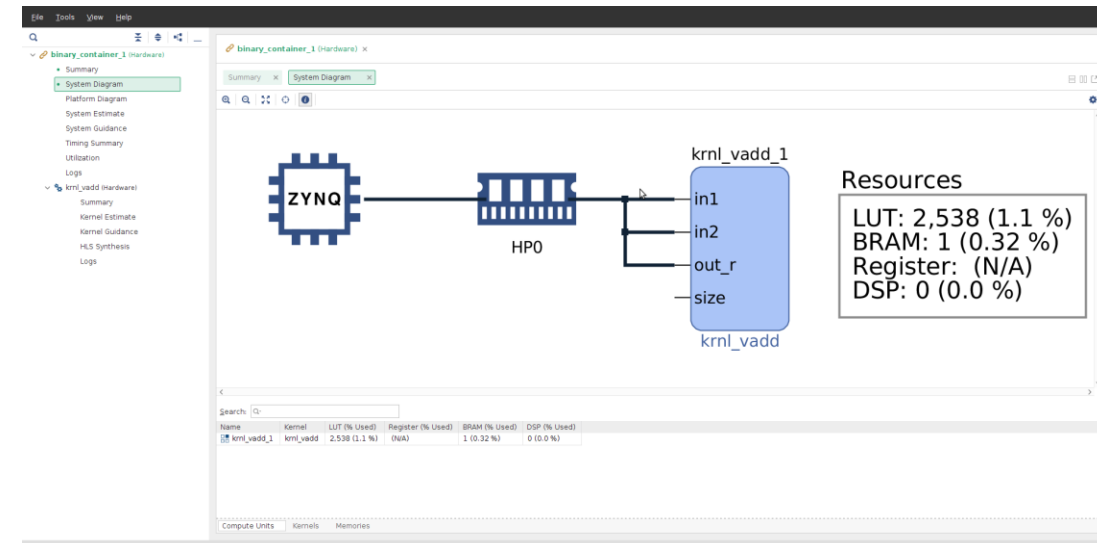 File Tools View Help
binary_container_1 (Hardware)
Summary
System Diagram
Platform Diagram
System Estimate
System Guidance
Timing Summary
Utilization
Logs
krnl_vadd (Hardware)
Summary
Kernel Estimate
Kernel Guidance
HLS Synthesis
Logs
binary_container_1 (Hardware) ×
Summary × System Diagram ×
ZYNQ
HP0
krnl_vadd_1
in1
in2
out_r
size
krnl_vadd
Resources
LUT: 2,538 (1.1 %)
BRAM: 1 (0.32 %)
Register: (N/A)
DSP: 0 (0.0 %)
Search:
Name Kernel LUT (% Used) Register (% Used) BRAM (% Used) DSP (% Used)
krnl_vadd_1 krnl_vadd 2,538 (1.1 %) (N/A) 1 (0.32 %) 0 (0.0 %)
Compute Units Kernels Memories